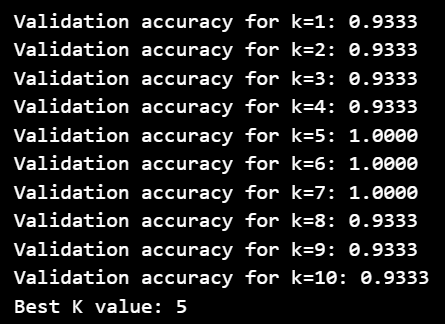 Validation accuracy for k=1: 0.9333
Validation accuracy for k=2: 0.9333
Validation accuracy for k=3: 0.9333
Validation accuracy for k=4: 0.9333
Validation accuracy for k=5: 1.0000
Validation accuracy for k=6: 1.0000
Validation accuracy for k=7: 1.0000
Validation accuracy for k=8: 0.9333
Validation accuracy for k=9: 0.9333
Validation accuracy for k=10: 0.9333
Best K value: 5